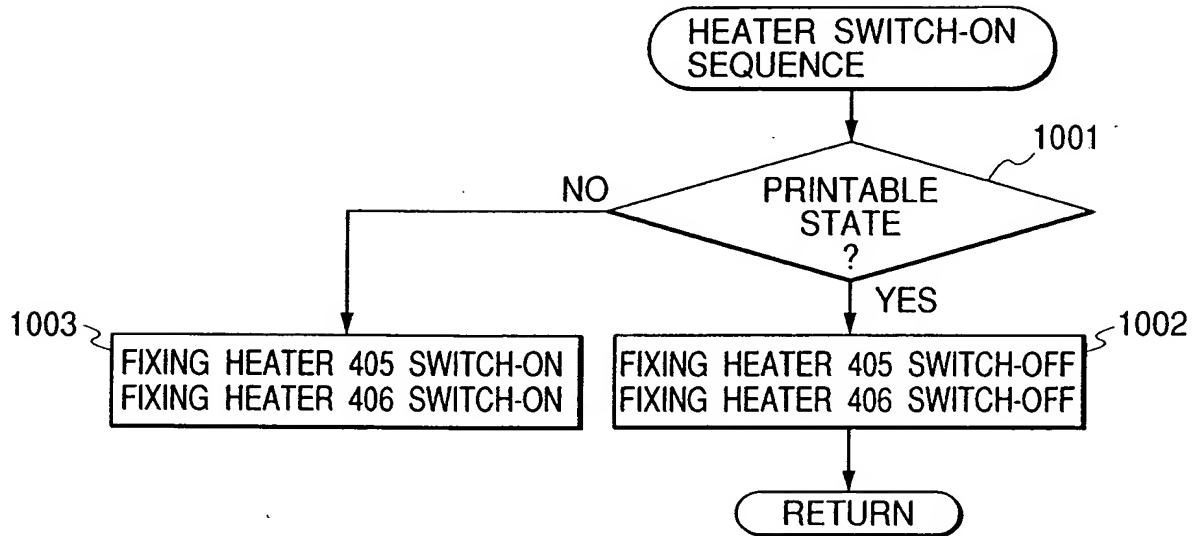 HEATER SWITCH-ON
SEQUENCE
1001
NO
PRINTABLE
STATE
?
YES
1003
FIXING HEATER 405 SWITCH-ON
FIXING HEATER 406 SWITCH-ON
1002
FIXING HEATER 405 SWITCH-OFF
FIXING HEATER 406 SWITCH-OFF
RETURN